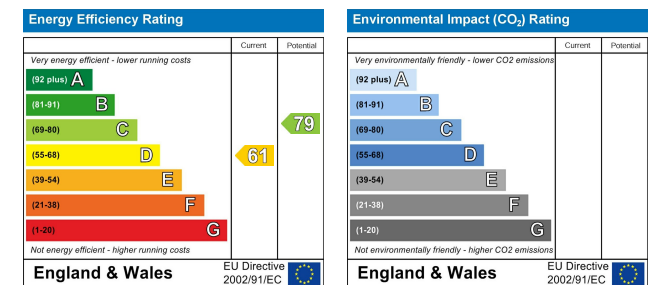 Energy Efficiency Rating
Current Potential
Very energy efficient - lower running costs
(92 plus) A
(81-91) B
(69-80) C
79
(55-68) D
61
(39-54) E
(21-38) F
(1-20) G
Not energy efficient - higher running costs
England & Wales
EU Directive
2002/91/EC
Environmental Impact (CO₂) Rating
Current Potential
Very environmentally friendly - lower CO2 emissions
(92 plus) A
(81-91) B
(69-80) C
(55-68) D
(39-54) E
(21-38) F
(1-20) G
Not environmentally friendly - higher CO2 emissions
England & Wales
EU Directive
2002/91/EC